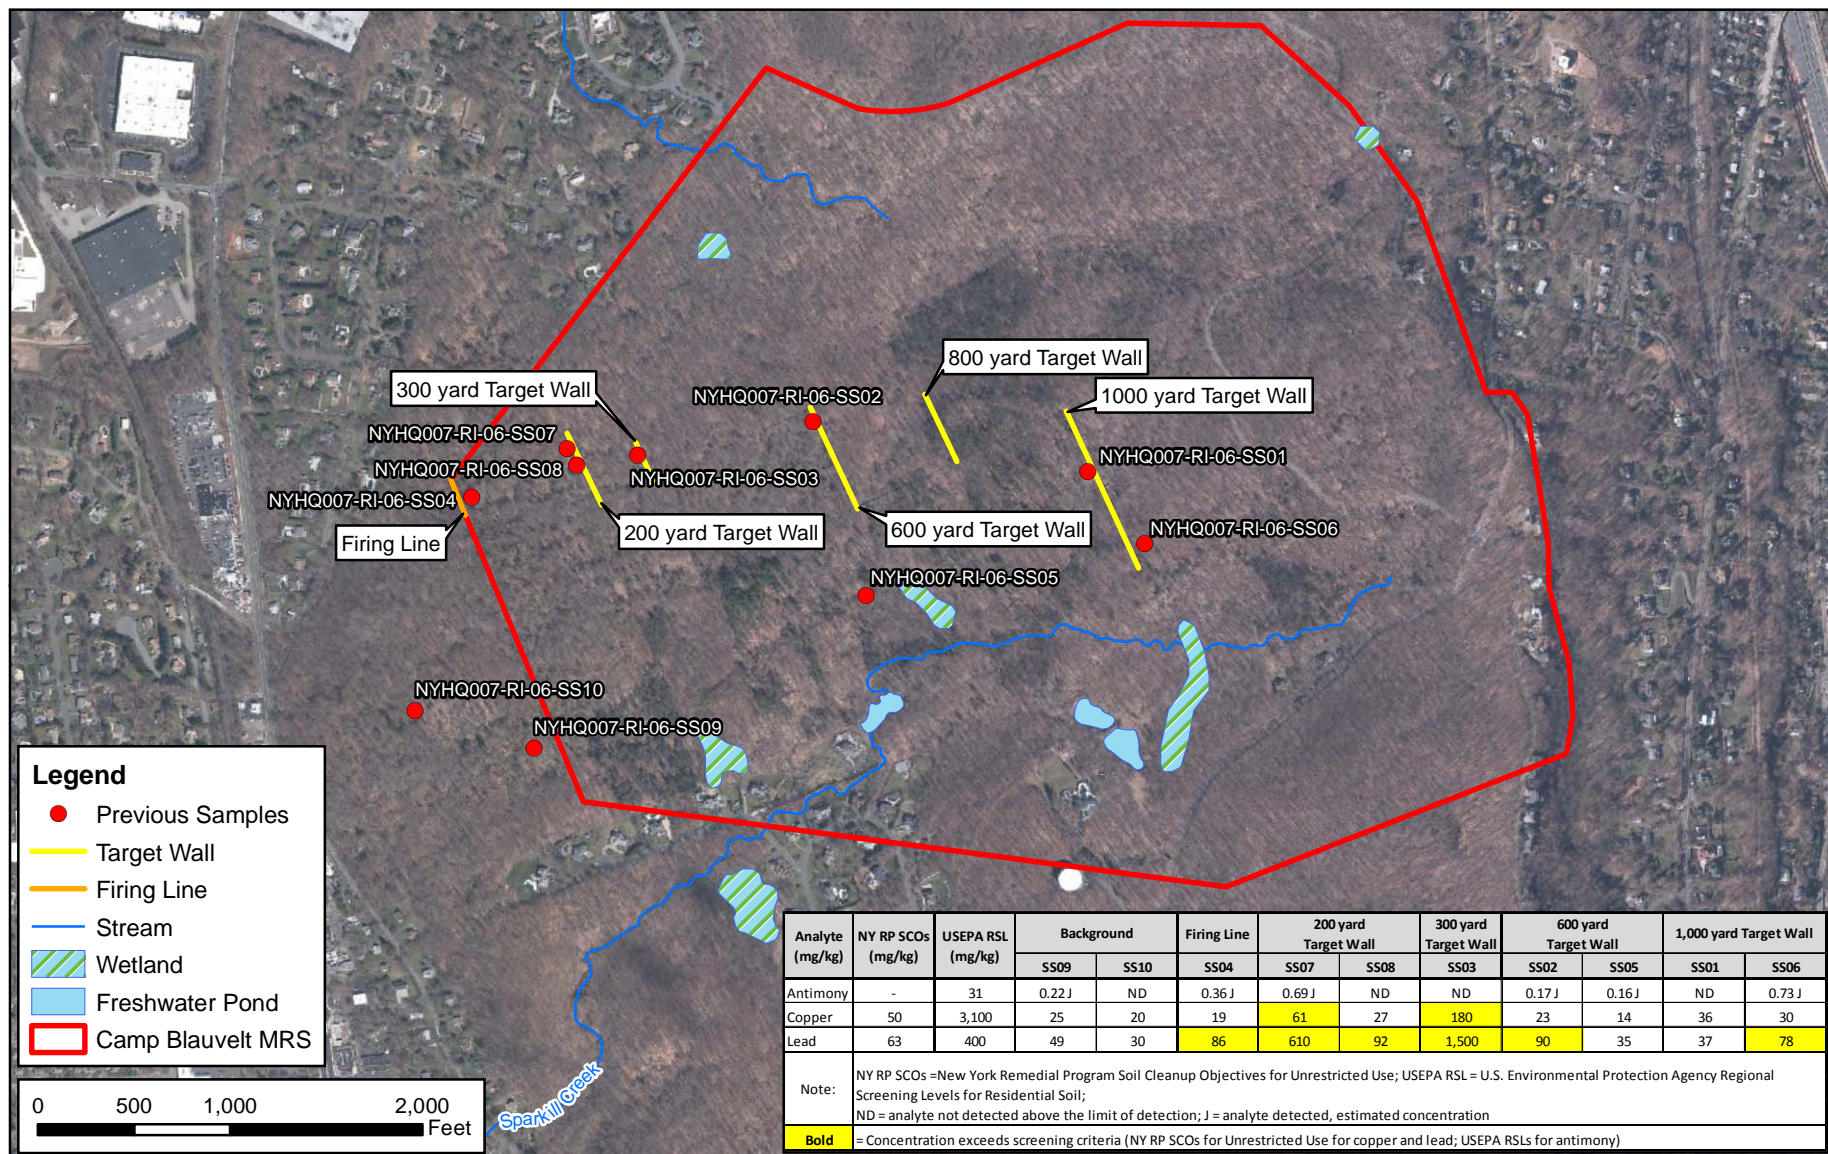 800 yard Target Wall
300 yard Target Wall
NYHQ007-RI-06-SS02
1000 yard Target Wall
NYHQ007-RI-06-SS07
NYHQ007-RI-06-SS01
NYHQ007-RI-06-SS08
NYHQ007-RI-06-SS03
NYHQ007-RI-06-SS04
Firing Line
200 yard Target Wall
600 yard Target Wall
NYHQ007-RI-06-SS06
NYHQ007-RI-06-SS05
NYHQ007-RI-06-SS10
NYHQ007-RI-06-SS09
Legend
Previous Samples
Target Wall
Firing Line
Stream
Wetland
Freshwater Pond
Camp Blauvelt MRS
0 500 1,000 2,000
Feet
Sparkill Creek
Analyte (mg/kg) NY RP SCOs (mg/kg) USEPA RSL (mg/kg) Background Firing Line 200 yard Target Wall 300 yard Target Wall 600 yard Target Wall 1,000 yard Target Wall
SS09 SS10 SS04 SS07 SS08 SS03 SS02 SS05 SS01 SS06
Antimony - 31 0.22 J ND 0.36 J 0.69 J ND ND 0.17 J 0.16 J ND 0.73 J
Copper 50 3,100 25 20 19 61 27 180 23 14 36 30
Lead 63 400 49 30 86 610 92 1,500 90 35 37 78
Note: NY RP SCOs =New York Remedial Program Soil Cleanup Objectives for Unrestricted Use; USEPA RSL = U.S. Environmental Protection Agency Regional
Screening Levels for Residential Soil;
ND = analyte not detected above the limit of detection; J = analyte detected, estimated concentration
Bold = Concentration exceeds screening criteria (NY RP SCOs for Unrestricted Use for copper and lead; USEPA RSLs for antimony)